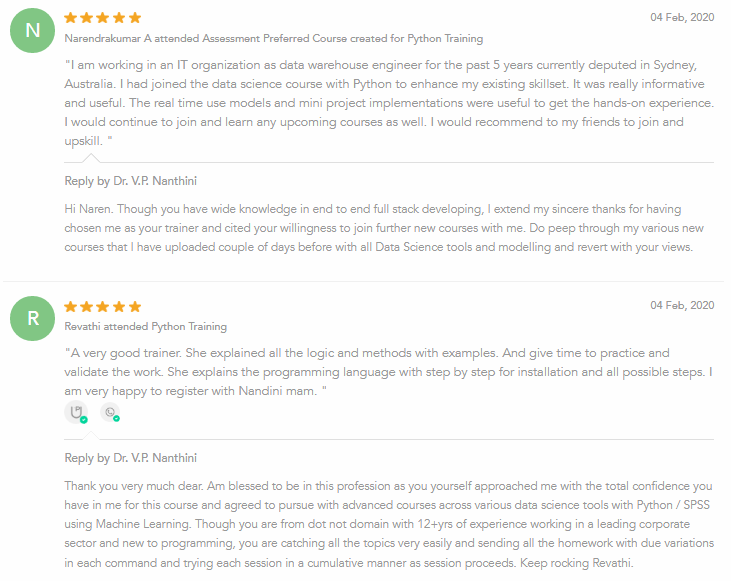 N
04 Feb, 2020
Narendrakumar A attended Assessment Preferred Course created for Python Training
"I am working in an IT organization as data warehouse engineer for the past 5 years currently deputed in Sydney,
Australia. I had joined the data science course with Python to enhance my existing skillset. It was really informative
and useful. The real time use models and mini project implementations were useful to get the hands-on experience.
I would continue to join and learn any upcoming courses as well. I would recommend to my friends to join and
upskill. "
Reply by Dr. V.P. Nanthini
Hi Naren. Though you have wide knowledge in end to end full stack developing, I extend my sincere thanks for having
chosen me as your trainer and cited your willingness to join further new courses with me. Do peep through my various new
courses that I have uploaded couple of days before with all Data Science tools and modelling and revert with your views.
R
04 Feb, 2020
Revathi attended Python Training
"A very good trainer. She explained all the logic and methods with examples. And give time to practice and
validate the work. She explains the programming language with step by step for installation and all possible steps. I
am very happy to register with Nandini mam. "
Reply by Dr. V.P. Nanthini
Thank you very much dear. Am blessed to be in this profession as you yourself approached me with the total confidence you
have in me for this course and agreed to pursue with advanced courses across various data science tools with Python / SPSS
using Machine Learning. Though you are from dot not domain with 12+yrs of experience working in a leading corporate
sector and new to programming, you are catching all the topics very easily and sending all the homework with due variations
in each command and trying each session in a cumulative manner as session proceeds. Keep rocking Revathi.